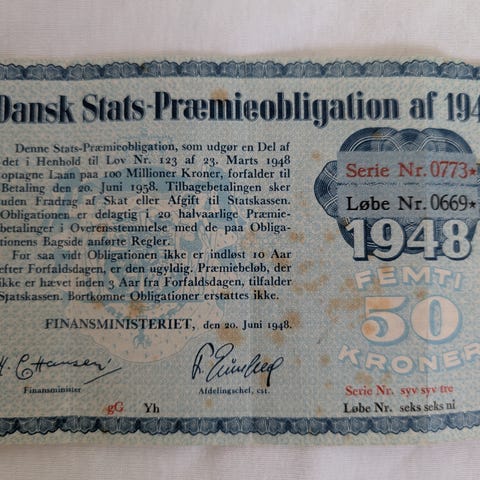 Dansk Stats-Præmieobligation af 194
Denne Stats-Præmieobligation, som udgør en Del af
det i Henhold til Lov Nr. 123 af 23. Marts 1948
optagne Laan paa 100 Millioner Kroner, forfalder til
Betaling den 20. Juni 1958. Tilbagebetalingen sker
uden Fradrag af Skat eller Afgift til Statskassen.
Obligationen er delagtig i 20 halvaarlige Præmie-
betalinger i Overensstemmelse med de paa Obliga-
tionens Bagside anførte Regler.
For saa vidt Obligationen ikke er indløst 10 Aar
efter Forfaldsdagen, er den ugyldig. Præmiebeløb, der
ikke er hævet inden 3 Aar fra Forfaldsdagen, tilfalder
Statskassen. Bortkomne Obligationer erstattes ikke.
FINANSMINISTERIET, den 20. Juni 1948.
Finansminister
Afdelingschef, cst.
gG Yh
Serie Nr. 0773*
Løbe Nr. 0669*
1948
FEMTI
50
KRONER
Serie Nr. syv syv tre
Løbe Nr. seks seks ni